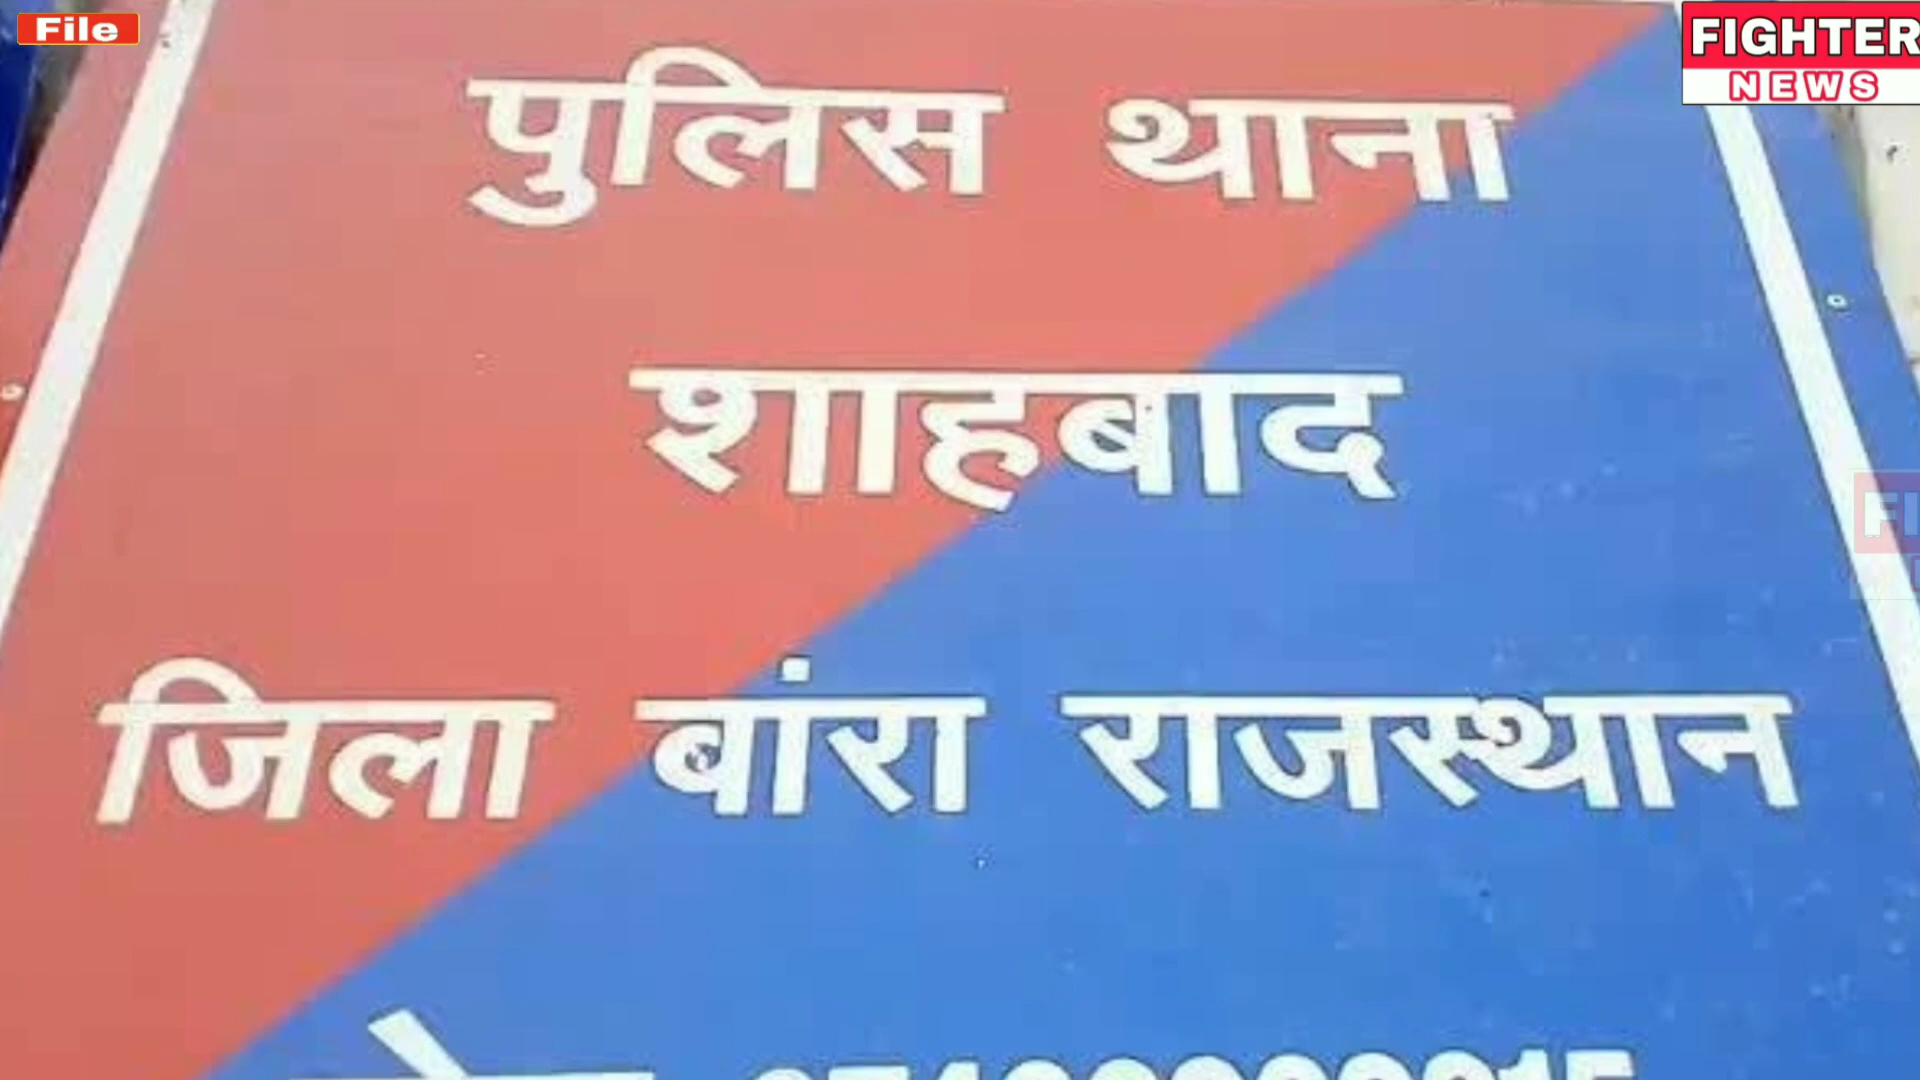 File
FIGHTER
NEWS
पुलिस थाना
शाहबाद
जिला बांरा राजस्थान